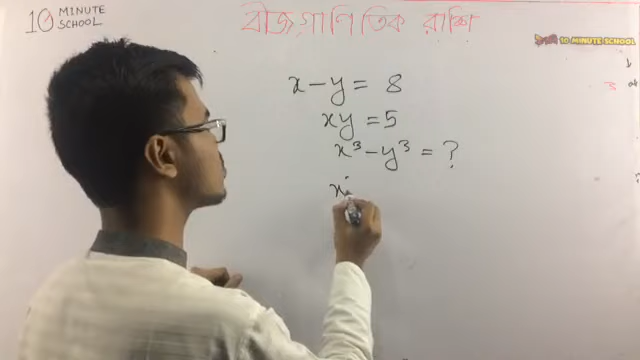 10 MINUTE
SCHOOL
বীজগাণিতিক রাশি
10 MINUTE SCHOOL
x - y = 8
xy = 5
x³ - y³ = ?
x